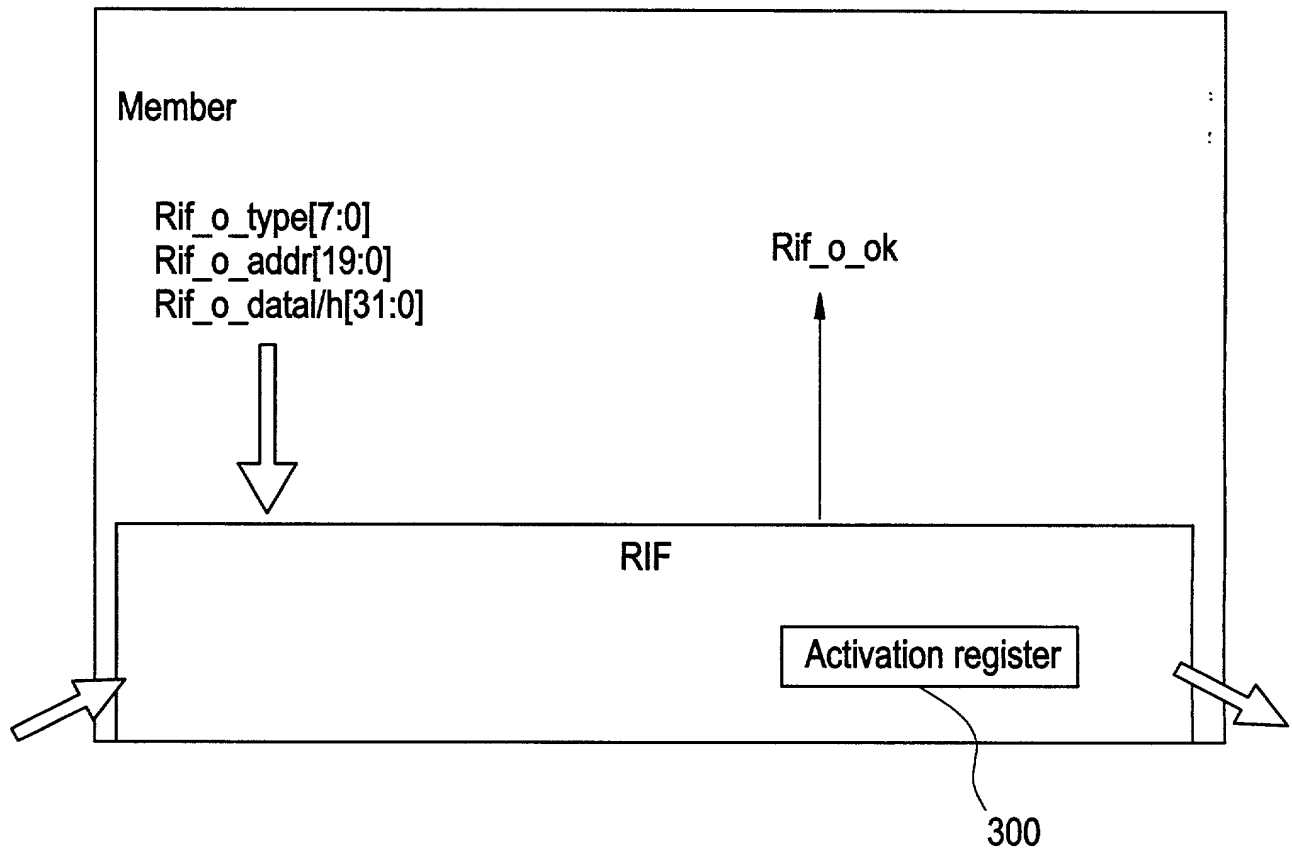 Member
Rif_o_type[7:0]
Rif_o_addr[19:0]
Rif_o_datal/h[31:0]
Rif_o_ok
RIF
Activation register
300